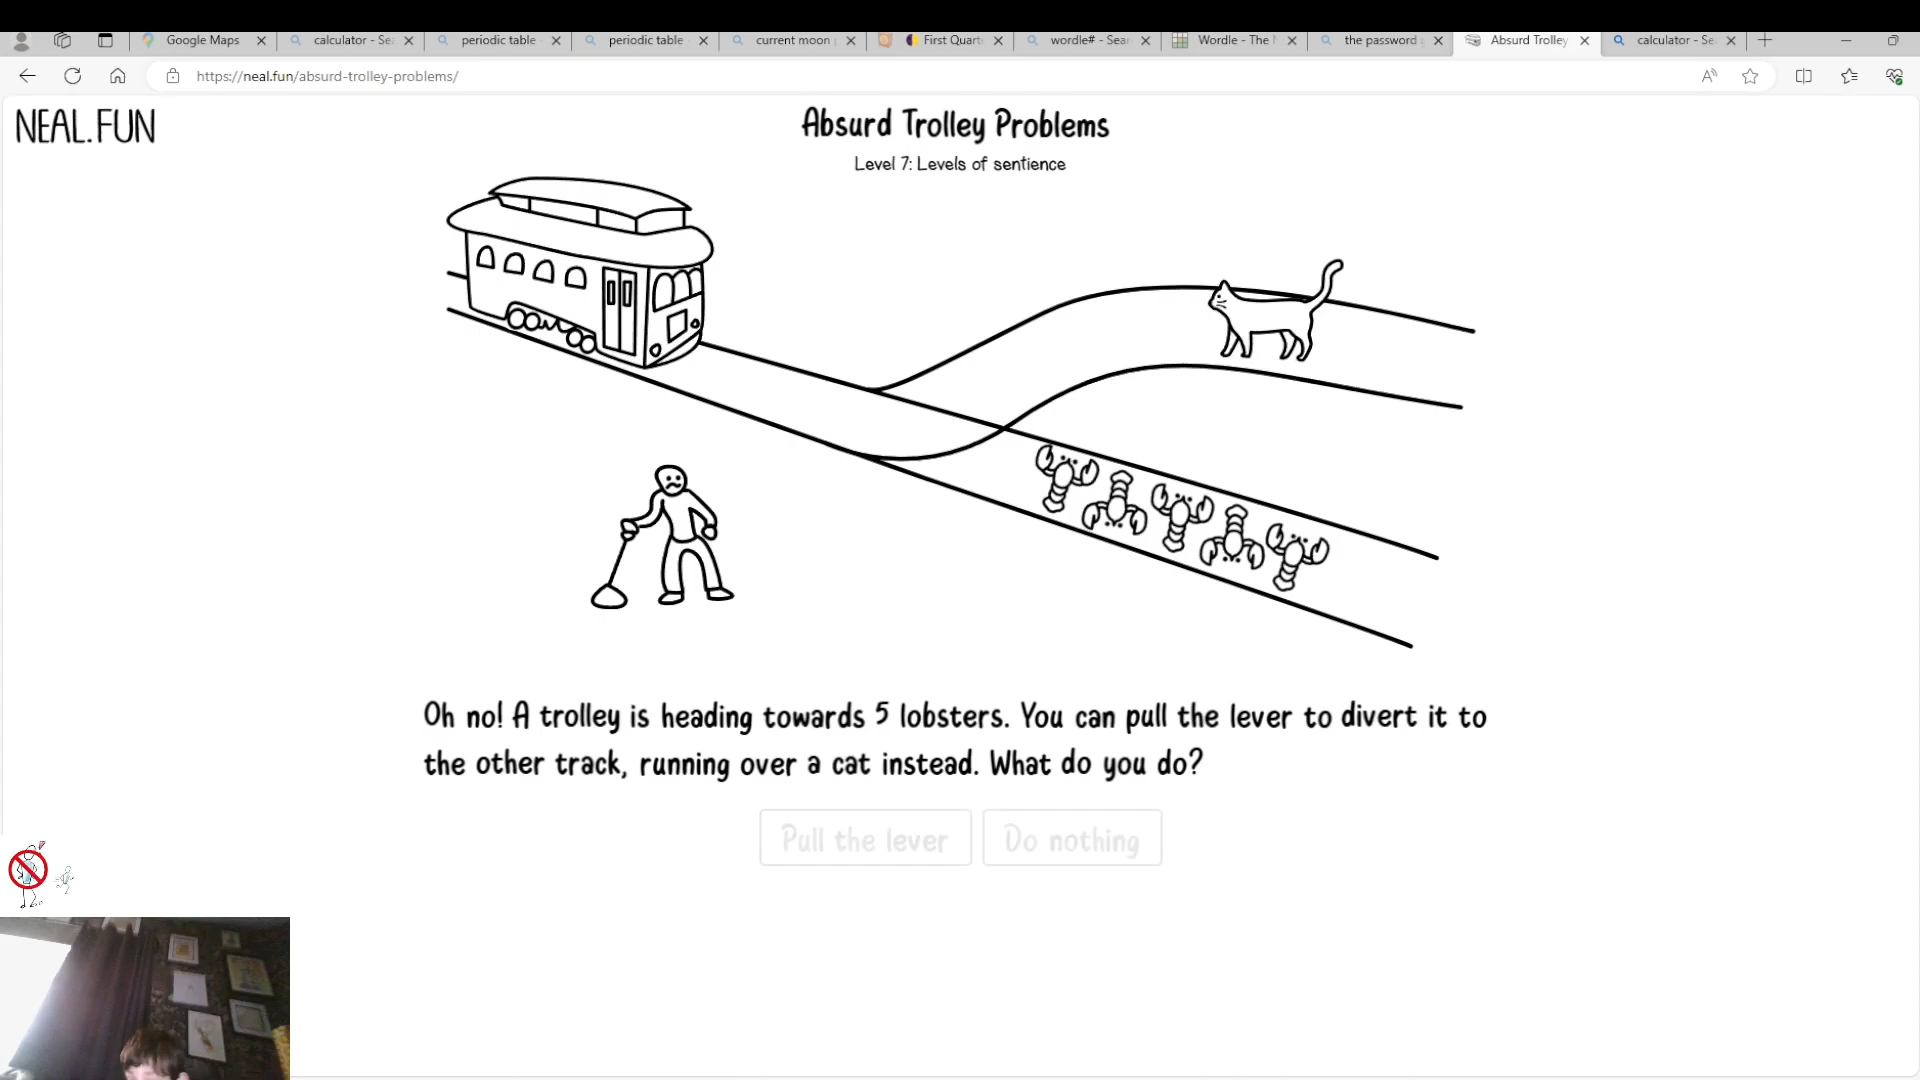 Google Maps calculator - Se periodic table periodic table current moon First Quart wordle# - Sear Wordle - The the password Absurd Trolley calculator - Se
https://neal.fun/absurd-trolley-problems/
NEAL.FUN
Absurd Trolley Problems
Level 7: Levels of sentience
Oh no! A trolley is heading towards 5 lobsters. You can pull the lever to divert it to
the other track, running over a cat instead. What do you do?
Pull the lever Do nothing